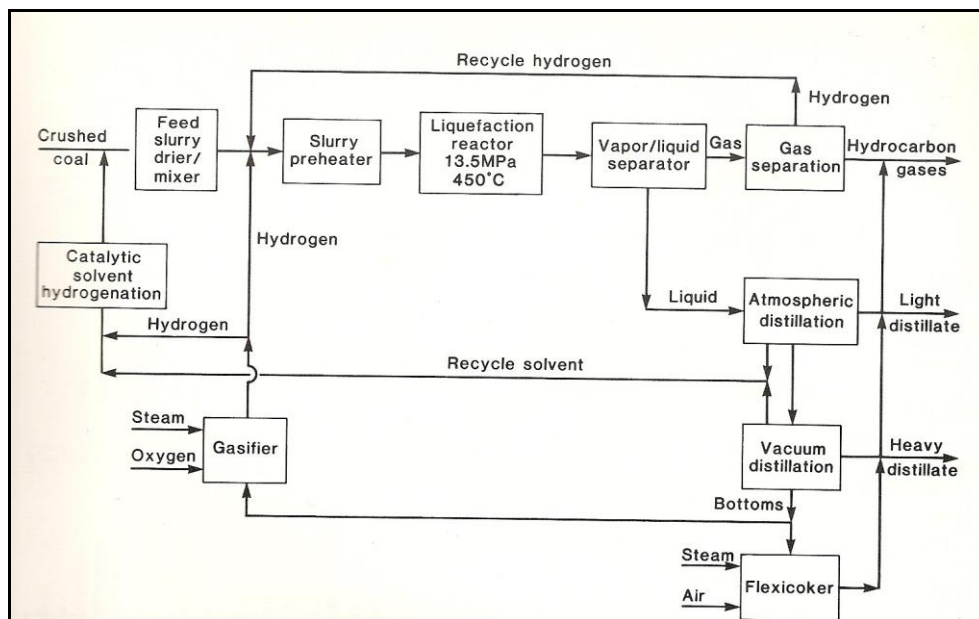 Recycle hydrogen
Hydrogen
Crushed
coal
Feed
slurry
drier/
mixer
Slurry
preheater
Liquefaction
reactor
13.5MPa
450°C
Vapor/liquid
separator
Gas
Gas
separation
Hydrocarbon
gases
Hydrogen
Catalytic
solvent
hydrogenation
Hydrogen
Liquid
Atmospheric
distillation
Light
distillate
Recycle solvent
Steam
Oxygen
Gasifier
Vacuum
distillation
Heavy
distillate
Bottoms
Steam
Air
Flexicoker